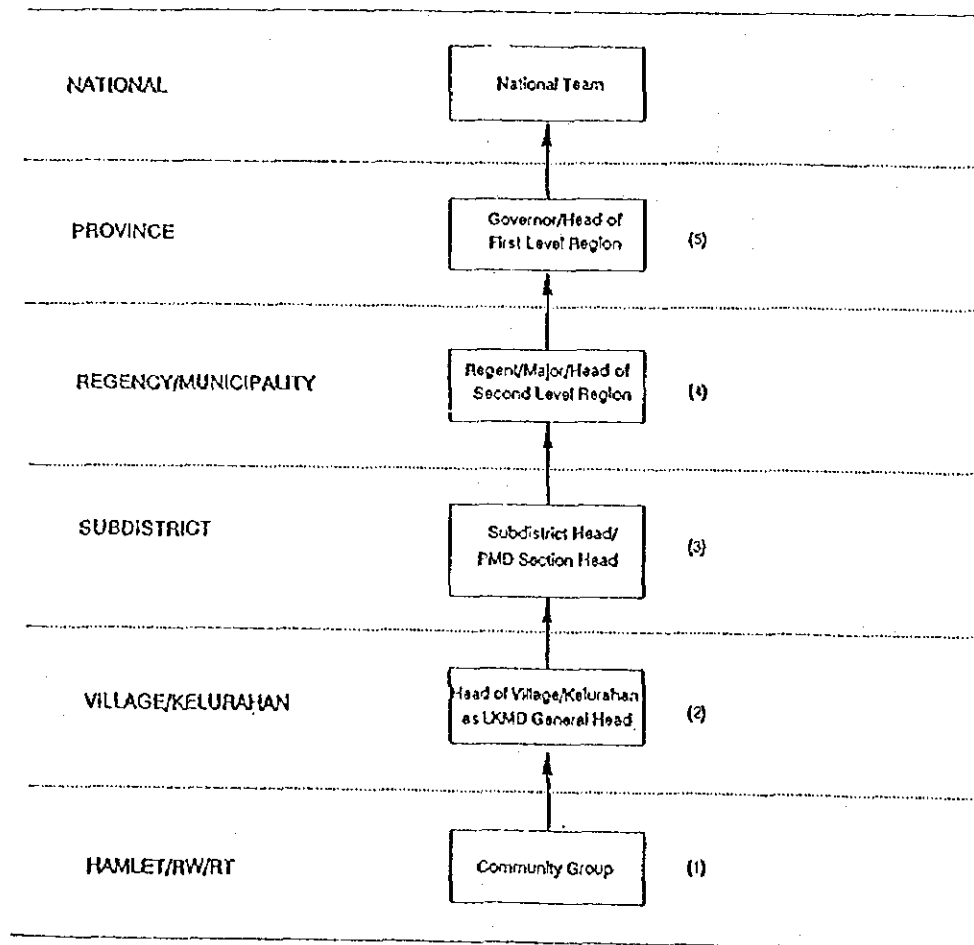 NATIONAL
National Team
PROVINCE
Governor/Head of
First Level Region
(5)
REGENCY/MUNICIPALITY
Regent/Major/Head of
Second Level Region
(4)
SUBDISTRICT
Subdistrict Head/
PMD Section Head
(3)
VILLAGE/KELURAHAN
Head of Village/Kelurahan
as LKMD General Head
(2)
HAMLET/RW/RT
Community Group
(1)